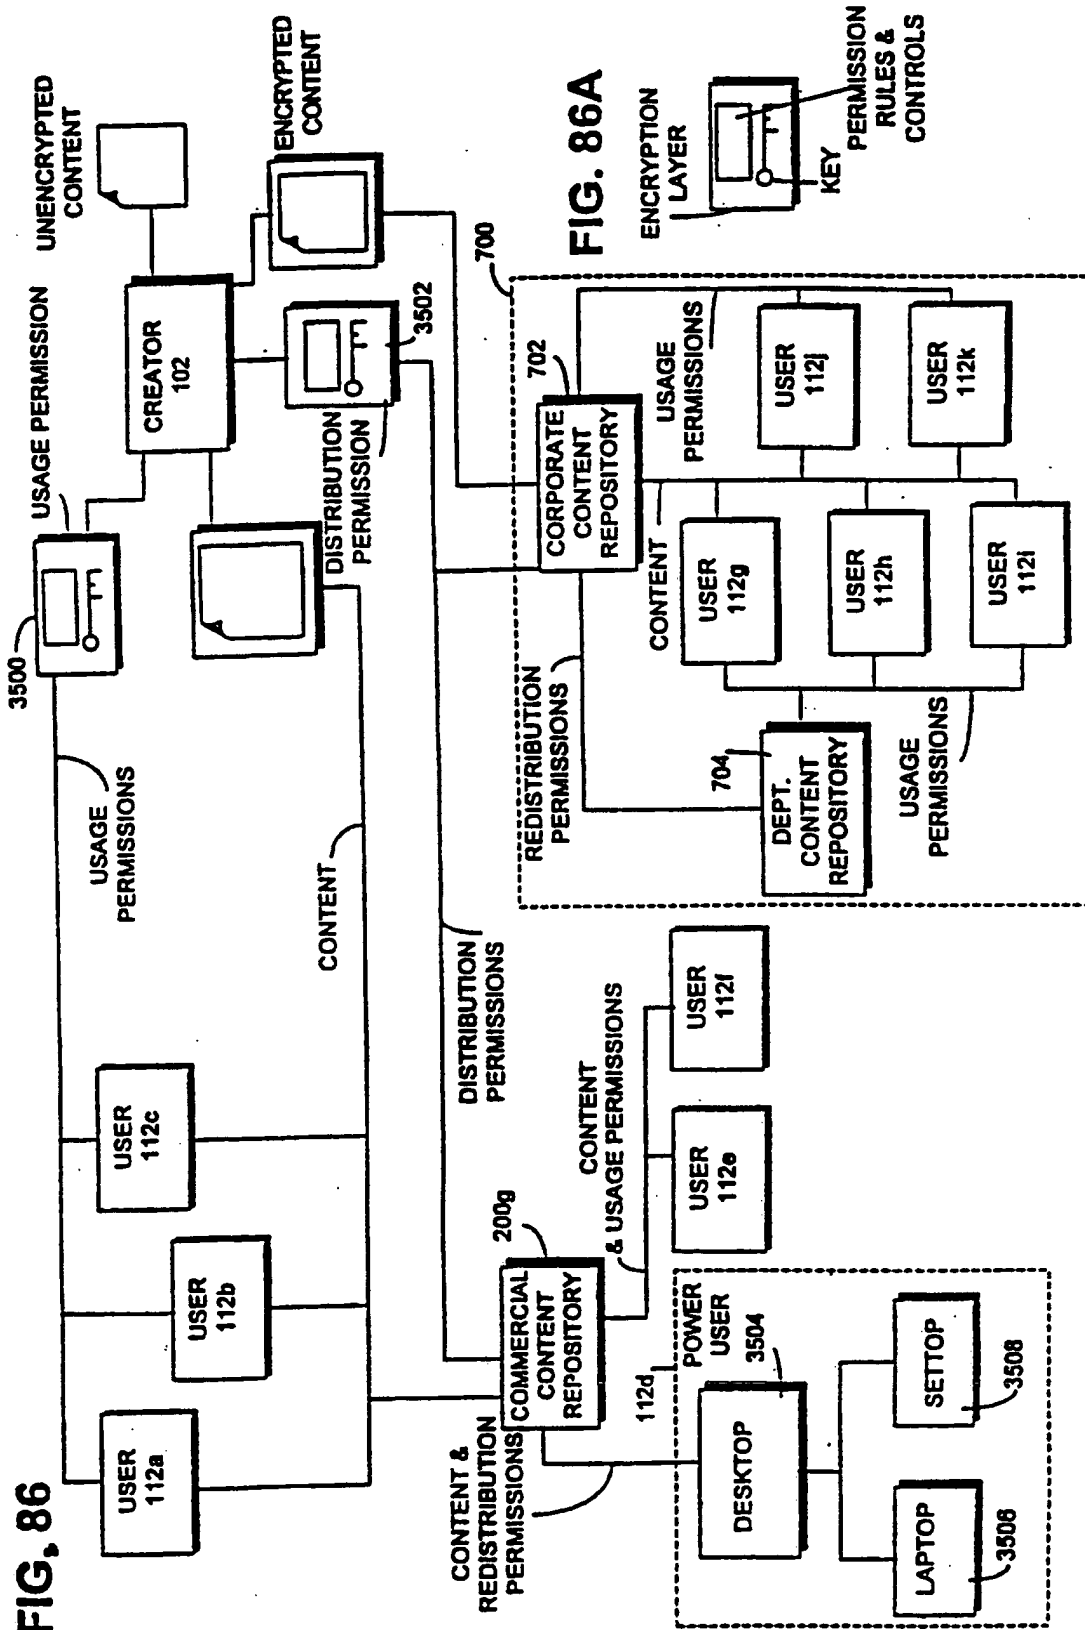 FIG. 86
3500
USAGE PERMISSION
UNENCRYPTED
CONTENT
CREATOR
102
ENCRYPTED
CONTENT
DISTRIBUTION
PERMISSION
3502
USAGE
PERMISSIONS
CONTENT
USER
112a
USER
112b
USER
112c
DISTRIBUTION
PERMISSIONS
COMMERCIAL
CONTENT
REPOSITORY
200g
CONTENT &
REDISTRIBUTION
PERMISSIONS
CONTENT
& USAGE PERMISSIONS
USER
112e
USER
112f
112d
POWER
USER
3504
DESKTOP
LAPTOP
3506
SETTOP
3508
700
REDISTRIBUTION
PERMISSIONS
CORPORATE
CONTENT
REPOSITORY
702
USAGE
PERMISSIONS
CONTENT
704
DEPT.
CONTENT
REPOSITORY
USAGE
PERMISSIONS
USER
112g
USER
112h
USER
112i
USER
112j
USER
112k
FIG. 86A
ENCRYPTION
LAYER
KEY
PERMISSION
RULES &
CONTROLS